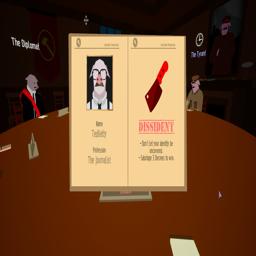 The Diplomat
The Tyrant
Name
Profession
The Journalist
DISSIDENT
• Don't let your identity be
uncovered.
• Sabotage 3 Decrees to win.